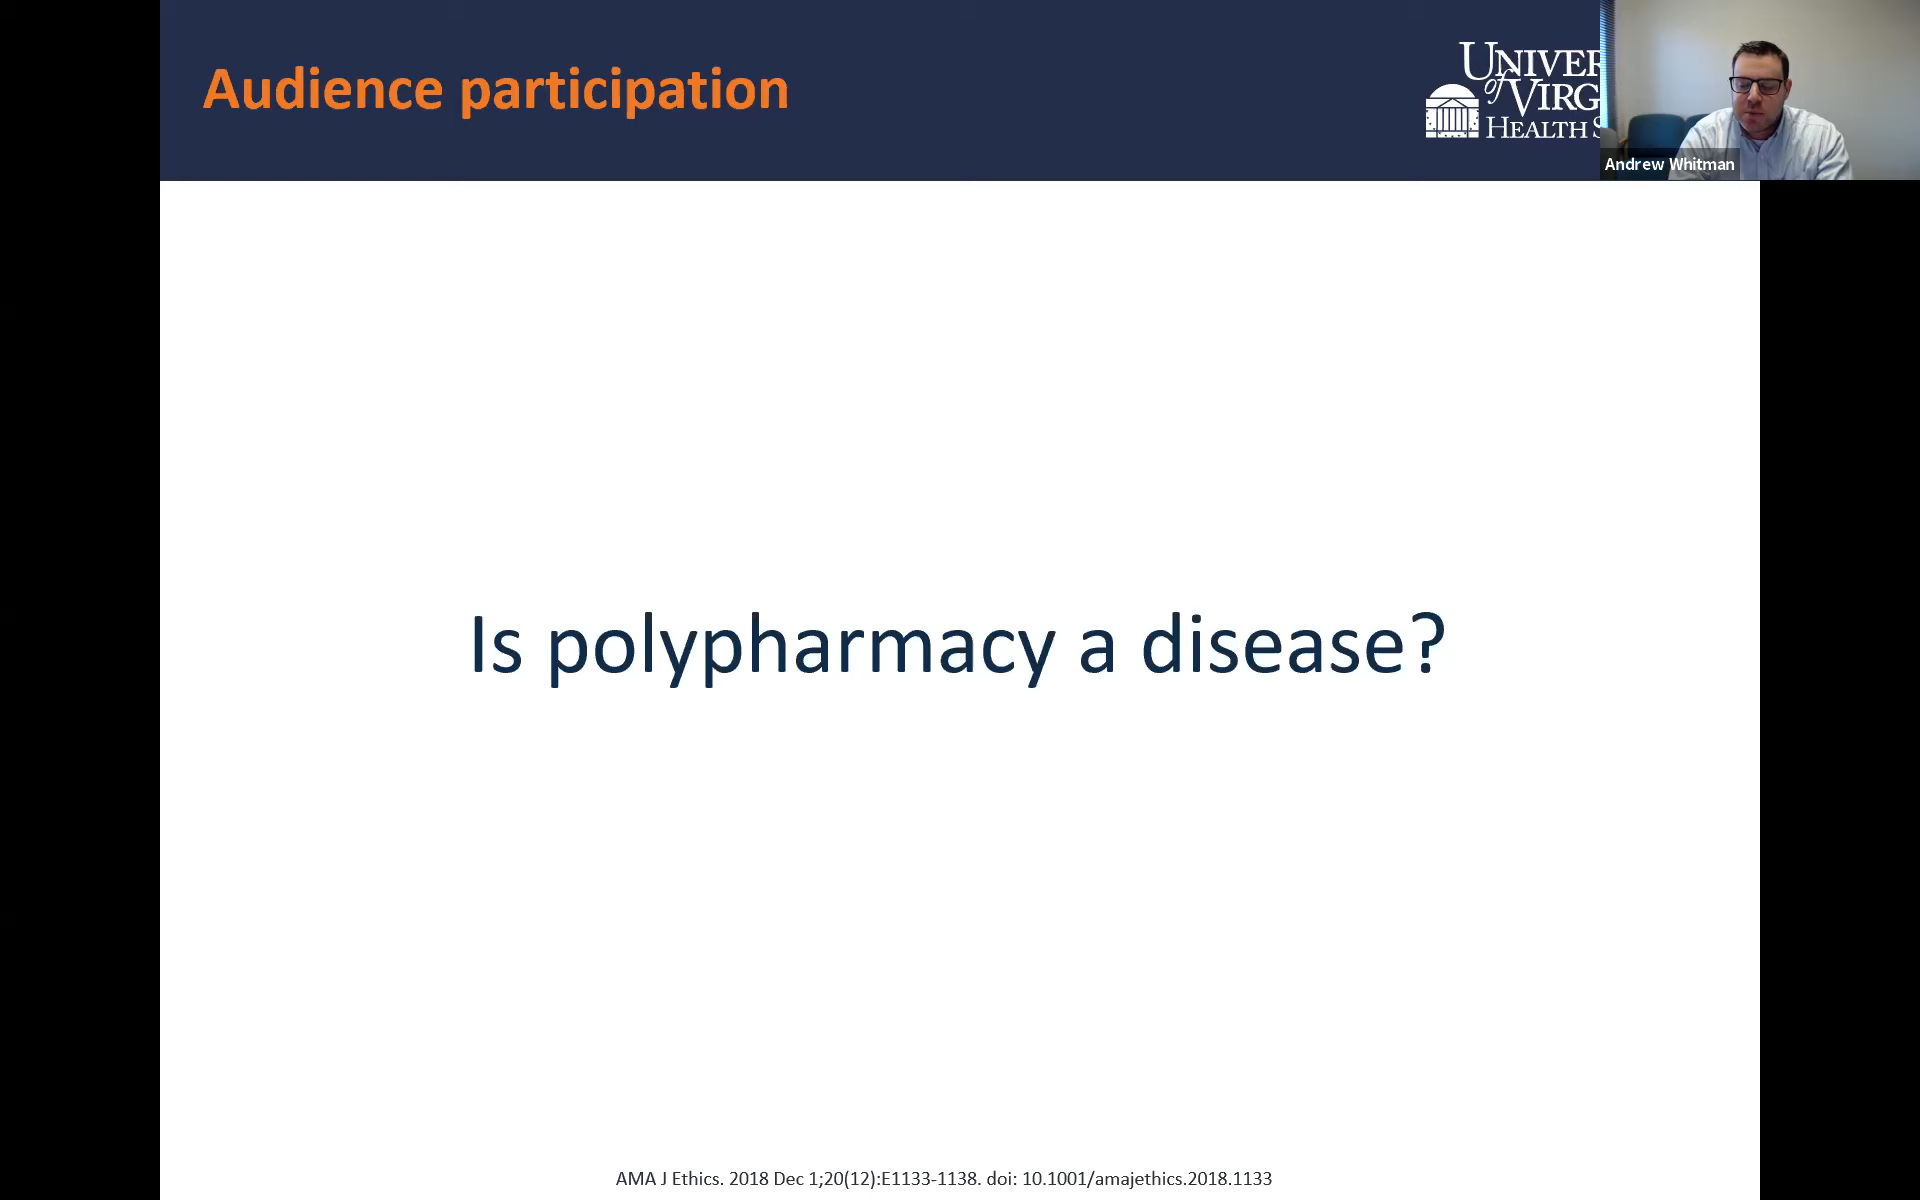 Audience participation
UNIVER
of VIRG
HEALTH S
Andrew Whitman
Is polypharmacy a disease?
AMA J Ethics. 2018 Dec 1;20(12):E1133-1138. doi: 10.1001/amajethics.2018.1133